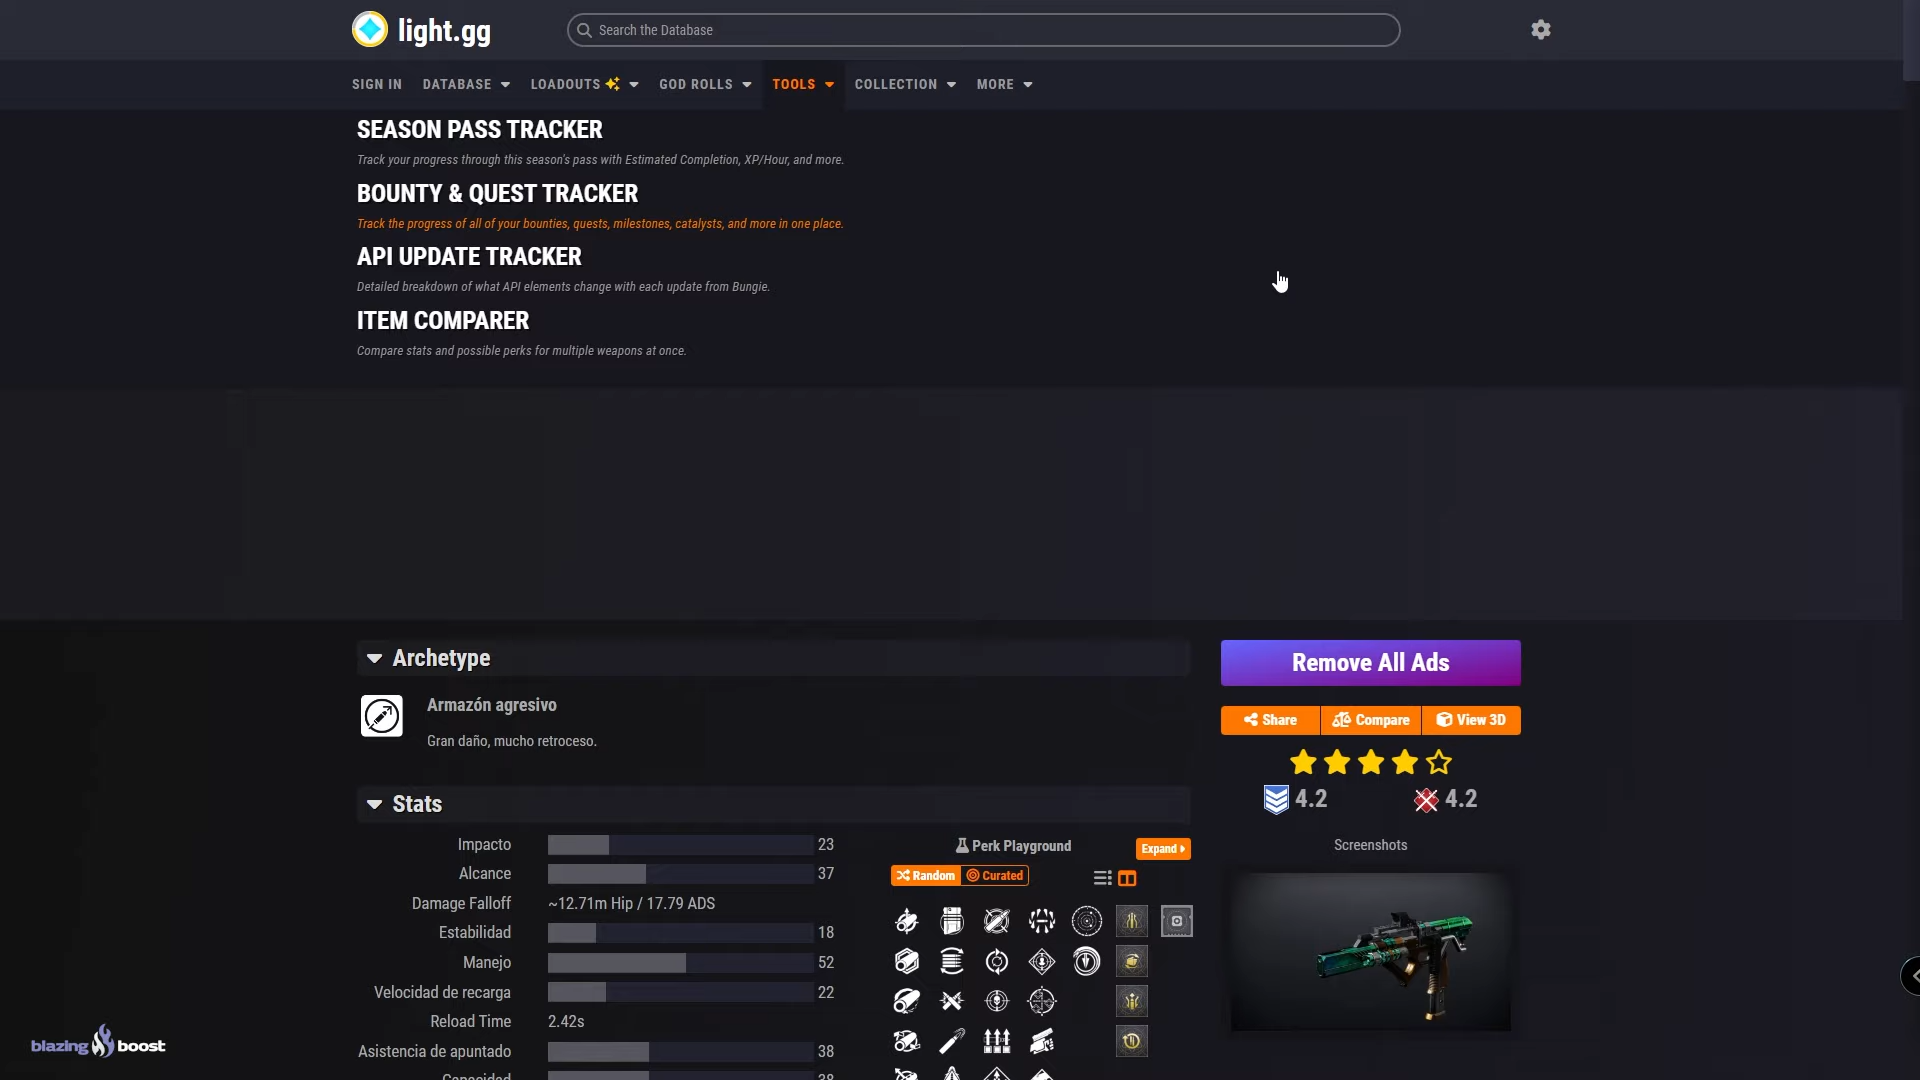 light.gg
Search the Database
SIGN IN DATABASE LOADOUTS GOD ROLLS TOOLS COLLECTION MORE
SEASON PASS TRACKER
Track your progress through this season's pass with Estimated Completion, XP/Hour, and more.
BOUNTY & QUEST TRACKER
Track the progress of all of your bounties, quests, milestones, catalysts, and more in one place.
API UPDATE TRACKER
Detailed breakdown of what API elements change with each update from Bungie.
ITEM COMPARER
Compare stats and possible perks for multiple weapons at once.
Archetype
Armazón agresivo
Gran daño, mucho retroceso.
Remove All Ads
Share Compare View 3D
4.2 4.2
Screenshots
Stats
Impacto 23
Alcance 37
Damage Falloff ~12.71m Hip / 17.79 ADS
Estabilidad 18
Manejo 52
Velocidad de recarga 22
Reload Time 2.42s
Asistencia de apuntado 38
Capacidad 38
Perk Playground
Expand
Random Curated
blazing boost